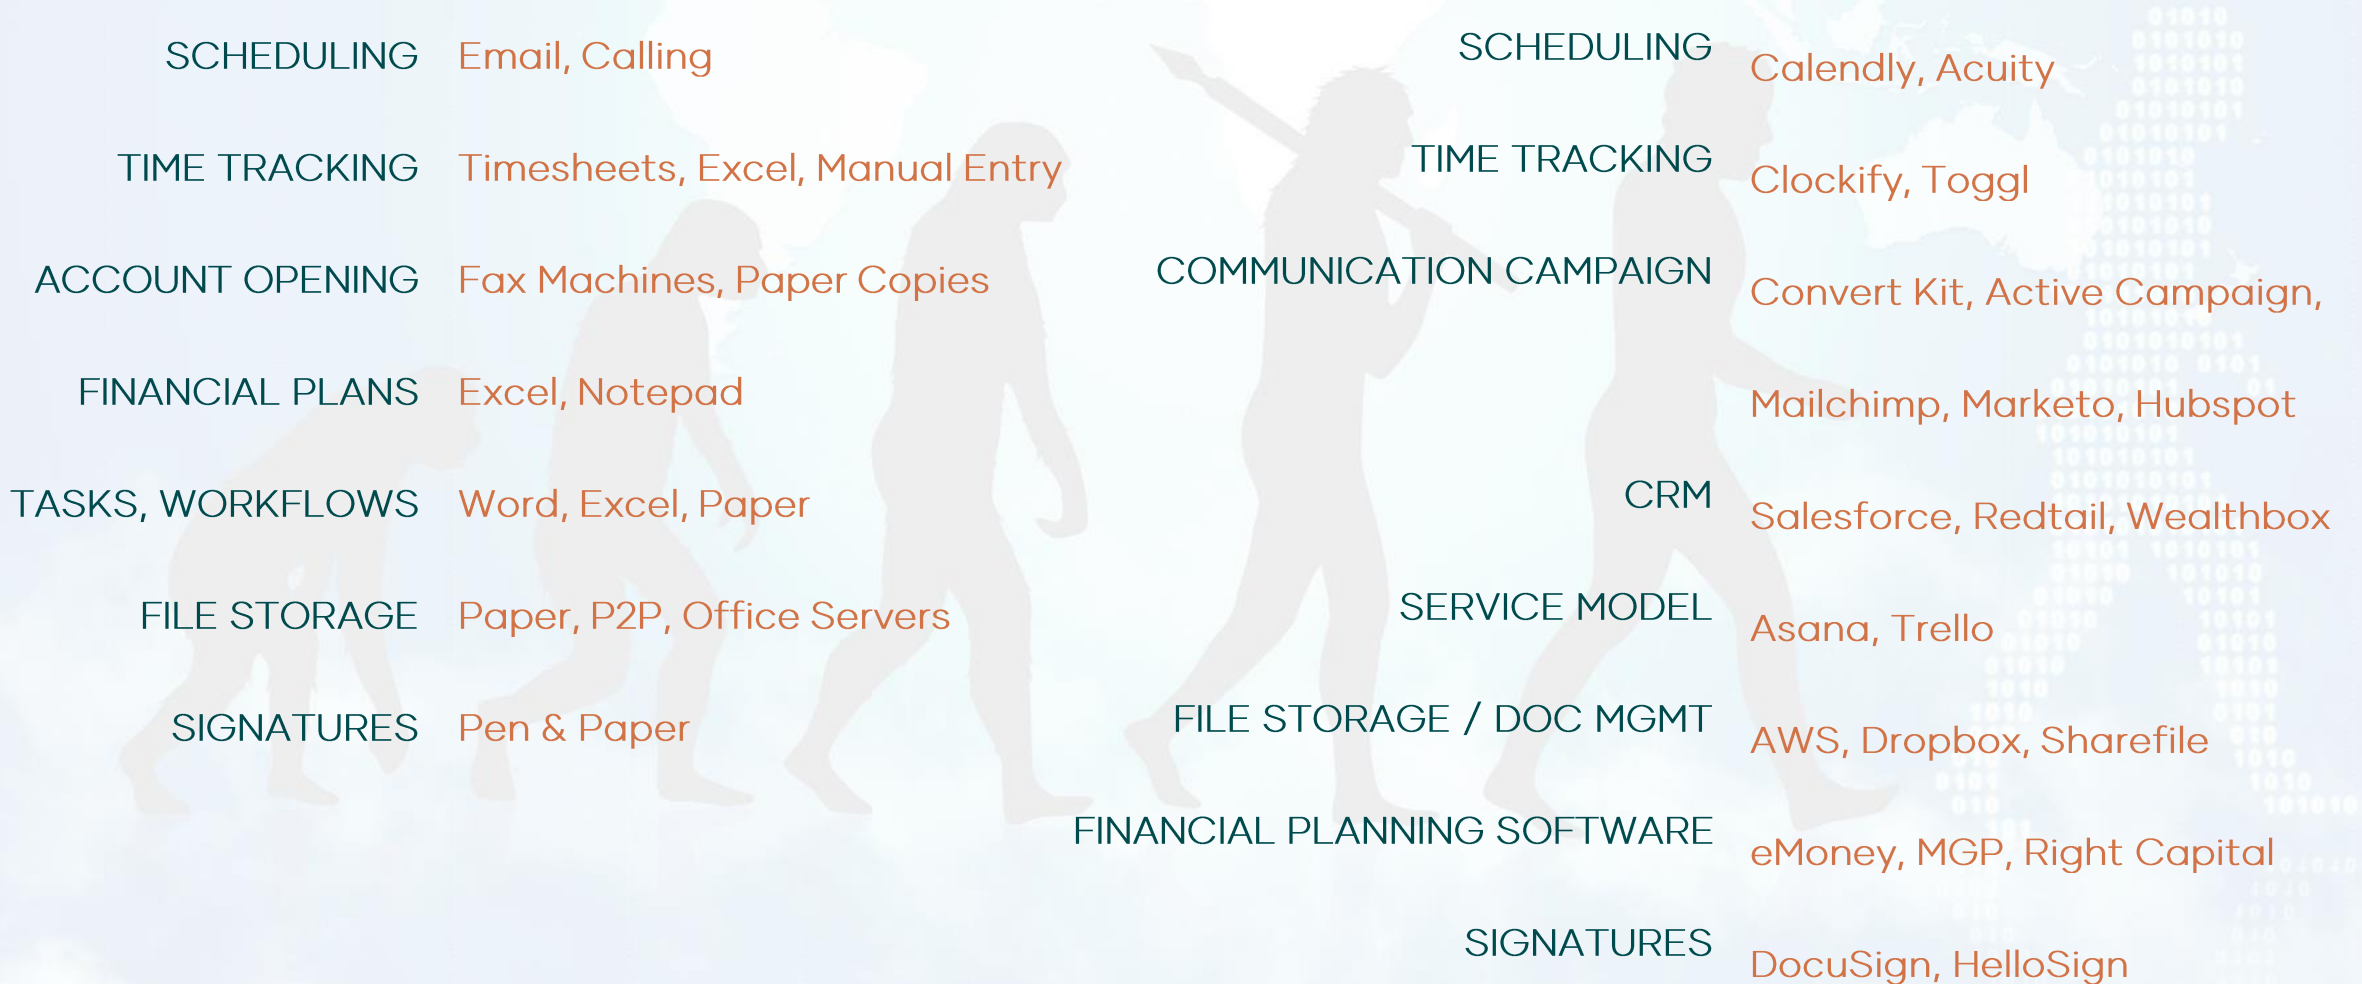 SCHEDULING Email, Calling
TIME TRACKING Timesheets, Excel, Manual Entry
ACCOUNT OPENING Fax Machines, Paper Copies
FINANCIAL PLANS Excel, Notepad
TASKS, WORKFLOWS Word, Excel, Paper
FILE STORAGE Paper, P2P, Office Servers
SIGNATURES Pen & Paper
SCHEDULING Calendly, Acuity
TIME TRACKING Clockify, Toggl
COMMUNICATION CAMPAIGN Convert Kit, Active Campaign,
Mailchimp, Marketo, Hubspot
CRM Salesforce, Redtail, Wealthbox
SERVICE MODEL Asana, Trello
FILE STORAGE / DOC MGMT AWS, Dropbox, Sharefile
FINANCIAL PLANNING SOFTWARE eMoney, MGP, Right Capital
SIGNATURES DocuSign, HelloSign